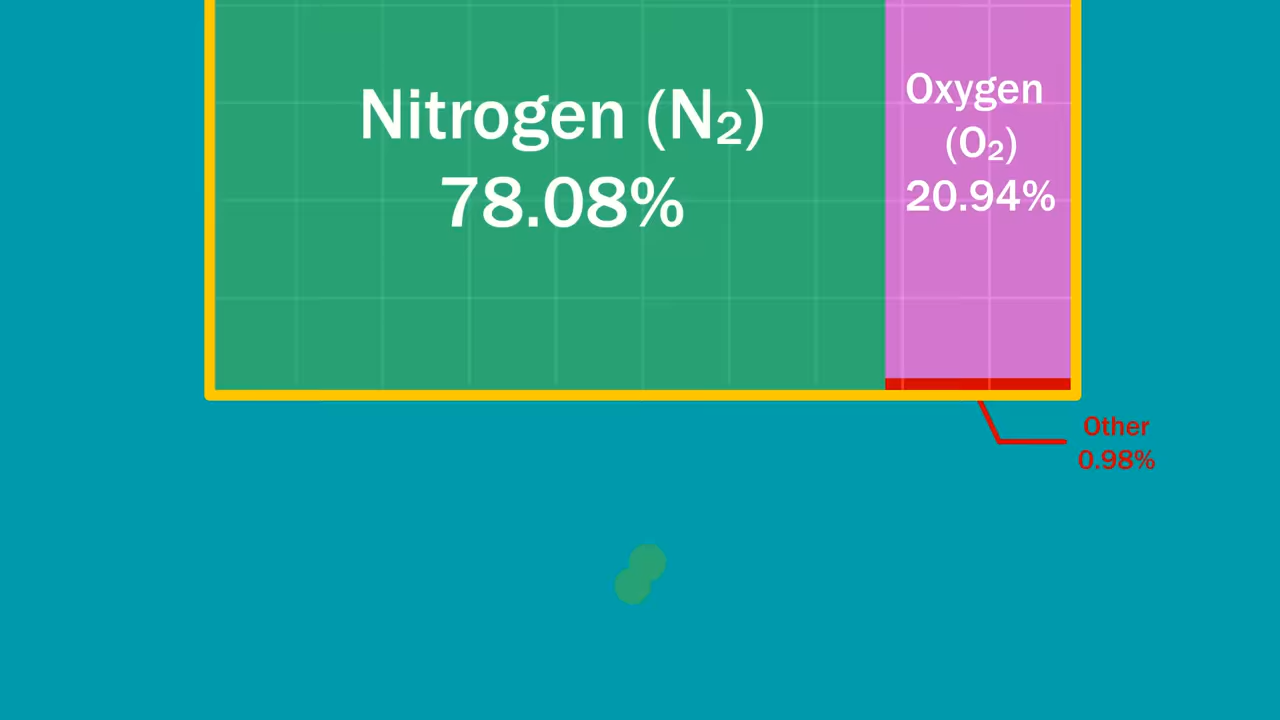 Nitrogen (N₂)
78.08%
Oxygen
(O₂)
20.94%
Other
0.98%